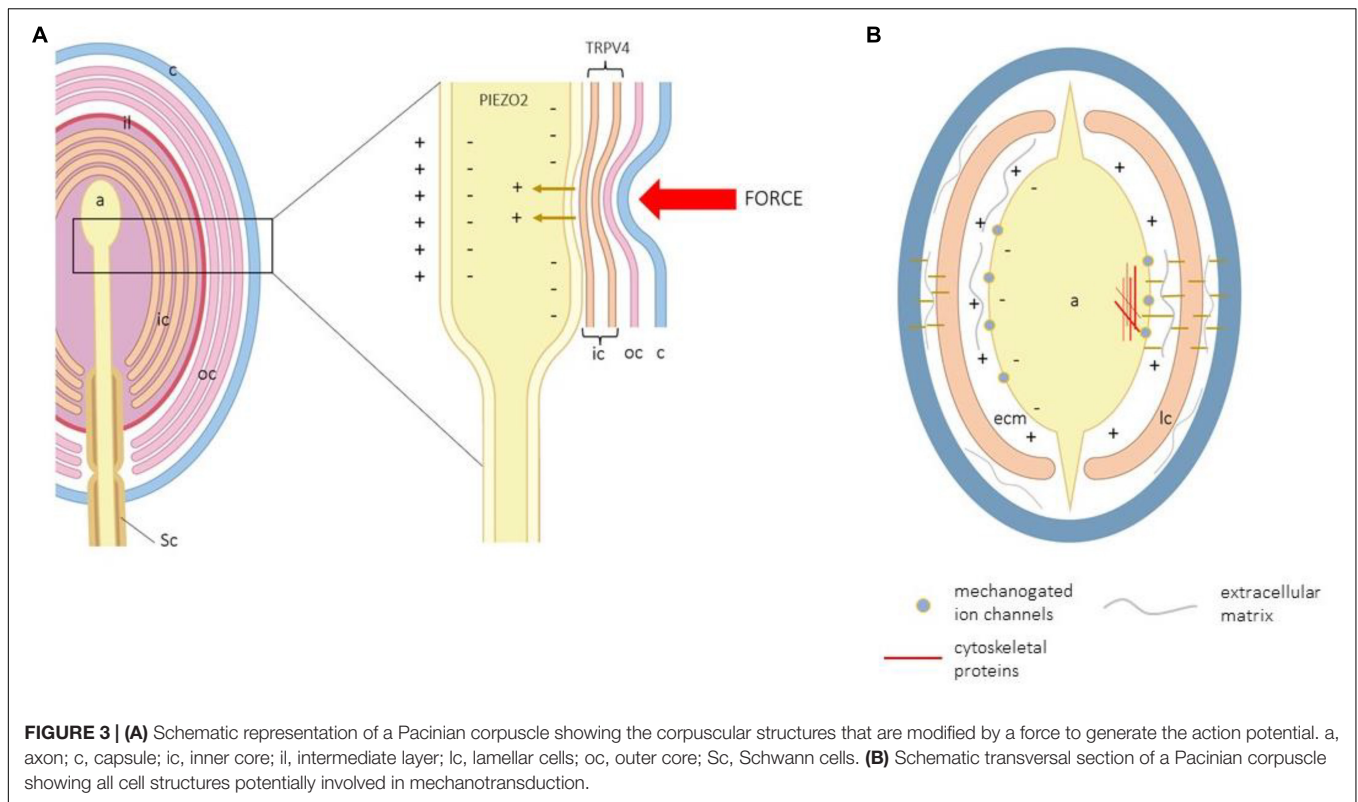 A
c
il
a
ic
oc
Sc
TRPV4
PIEZO2
- 
+ - -
+ - -
+ - +
+ - +
+ - -
+ - -
-
FORCE
ic oc c
B
+ +
-
+ -
+
- +
a
+ -
+ - +
ecm lc
-
+ +
mechanogated
ion channels
extracellular
matrix
cytoskeletal
proteins
FIGURE 3 | (A) Schematic representation of a Pacinian corpuscle showing the corpuscular structures that are modified by a force to generate the action potential. a,
axon; c, capsule; ic, inner core; il, intermediate layer; lc, lamellar cells; oc, outer core; Sc, Schwann cells. (B) Schematic transversal section of a Pacinian corpuscle
showing all cell structures potentially involved in mechanotransduction.